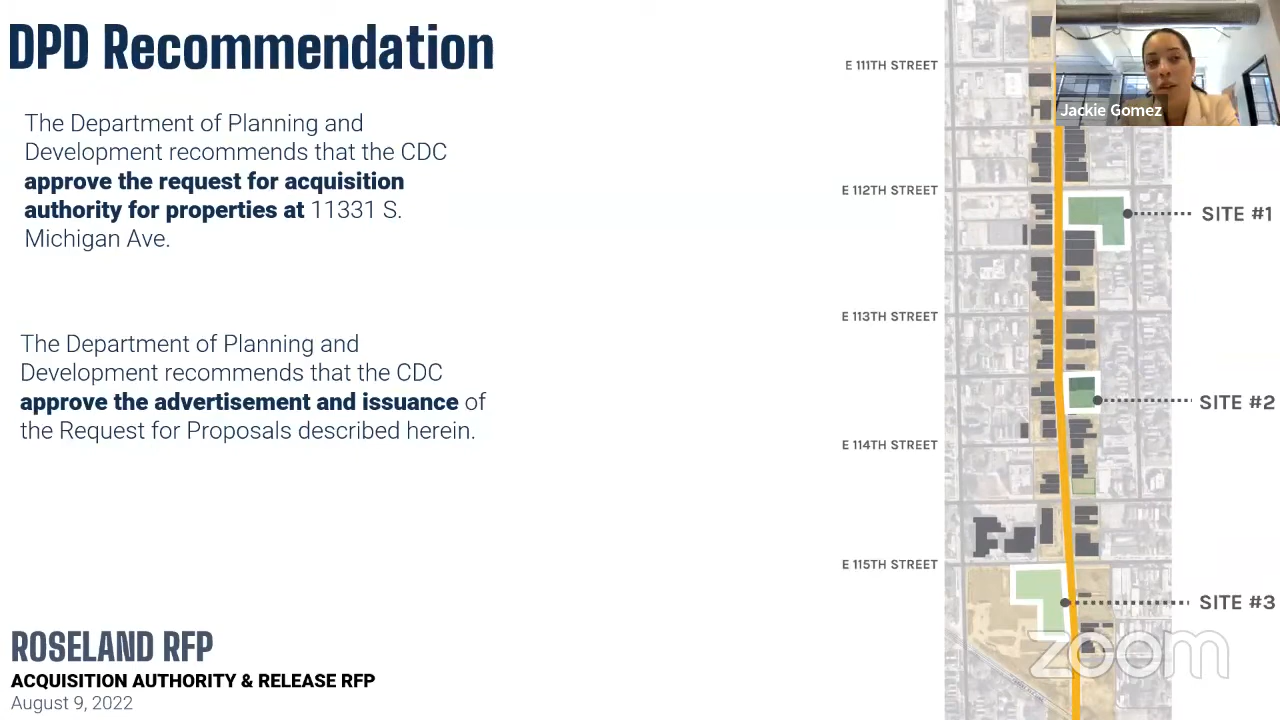 DPD Recommendation
The Department of Planning and
Development recommends that the CDC
approve the request for acquisition
authority for properties at 11331 S.
Michigan Ave.
The Department of Planning and
Development recommends that the CDC
approve the advertisement and issuance of
the Request for Proposals described herein.
ROSELAND RFP
ACQUISITION AUTHORITY & RELEASE RFP
August 9, 2022
E 111TH STREET
Jackie Gomez
E 112TH STREET
SITE #1
E 113TH STREET
SITE #2
E 114TH STREET
E 115TH STREET
SITE #3
zoom